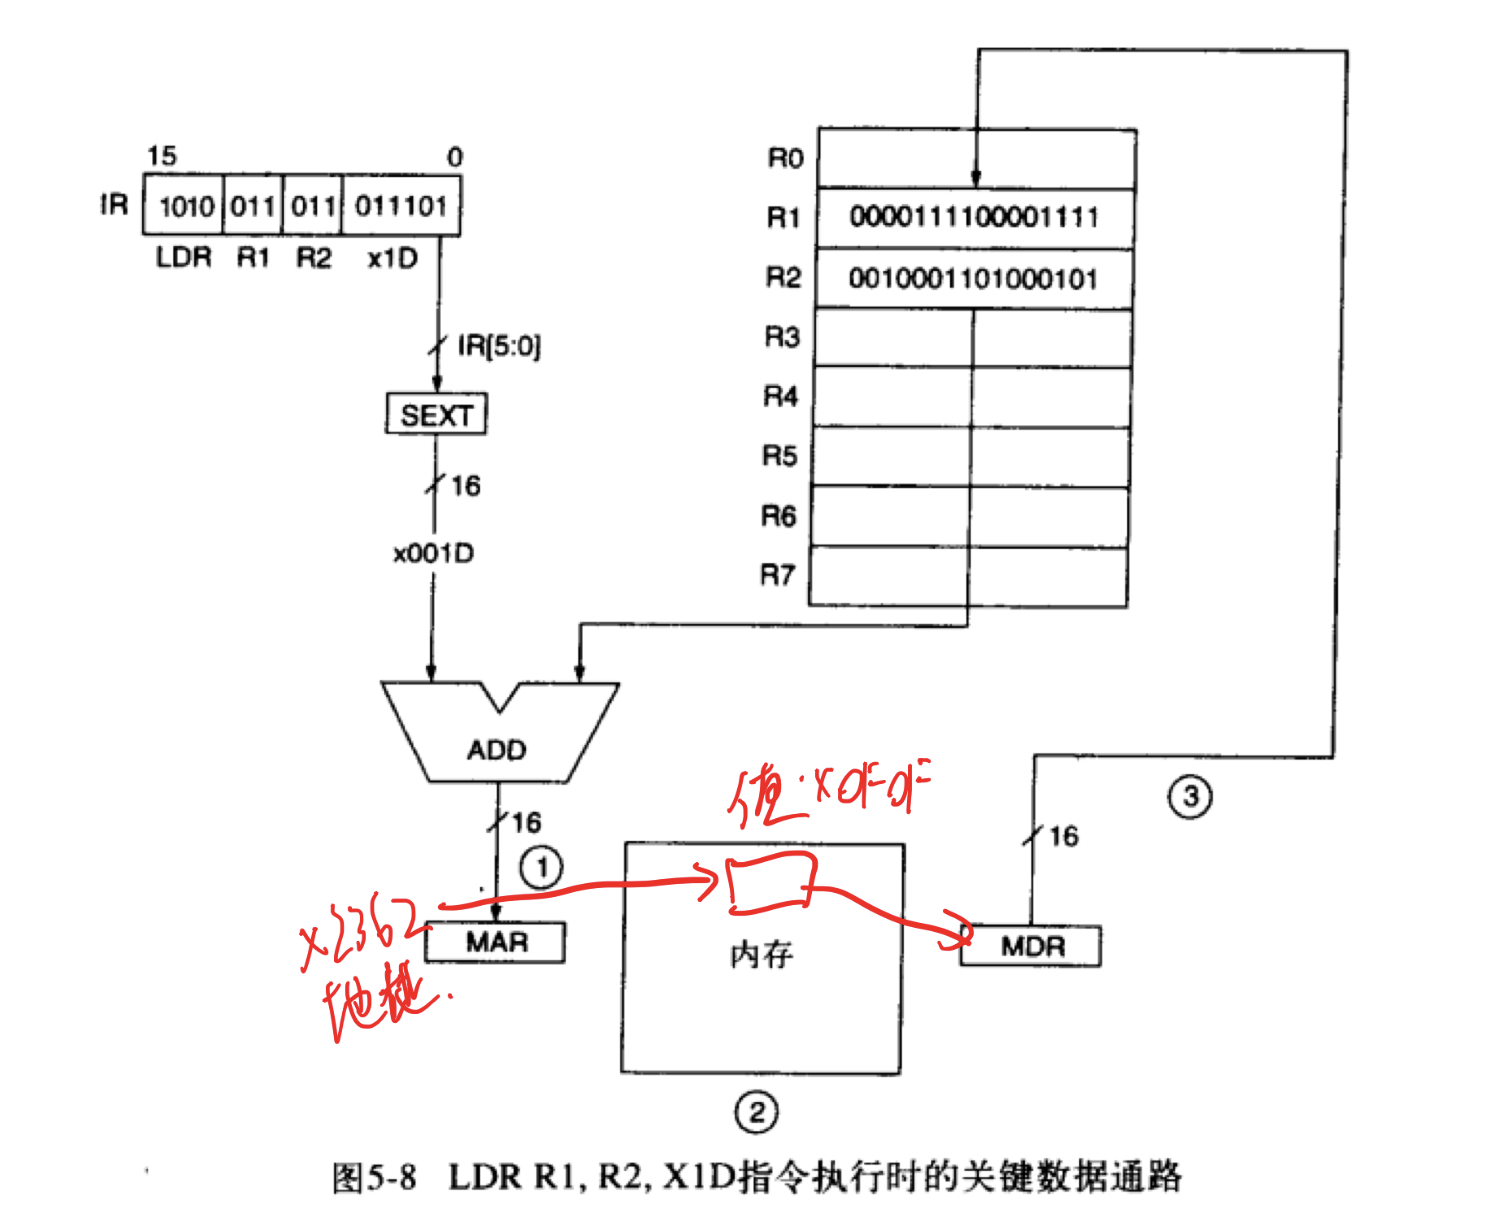 15 0
IR 1010 011 011 011101
LDR R1 R2 x1D
IR[5:0]
SEXT
16
x001D
R0
R1 0000111100001111
R2 0010001101000101
R3
R4
R5
R6
R7
ADD
16
①
x2362
地址.
MAR
值:x0F0F
内存
②
MDR
16
③
图5-8 LDR R1, R2, X1D指令执行时的关键数据通路